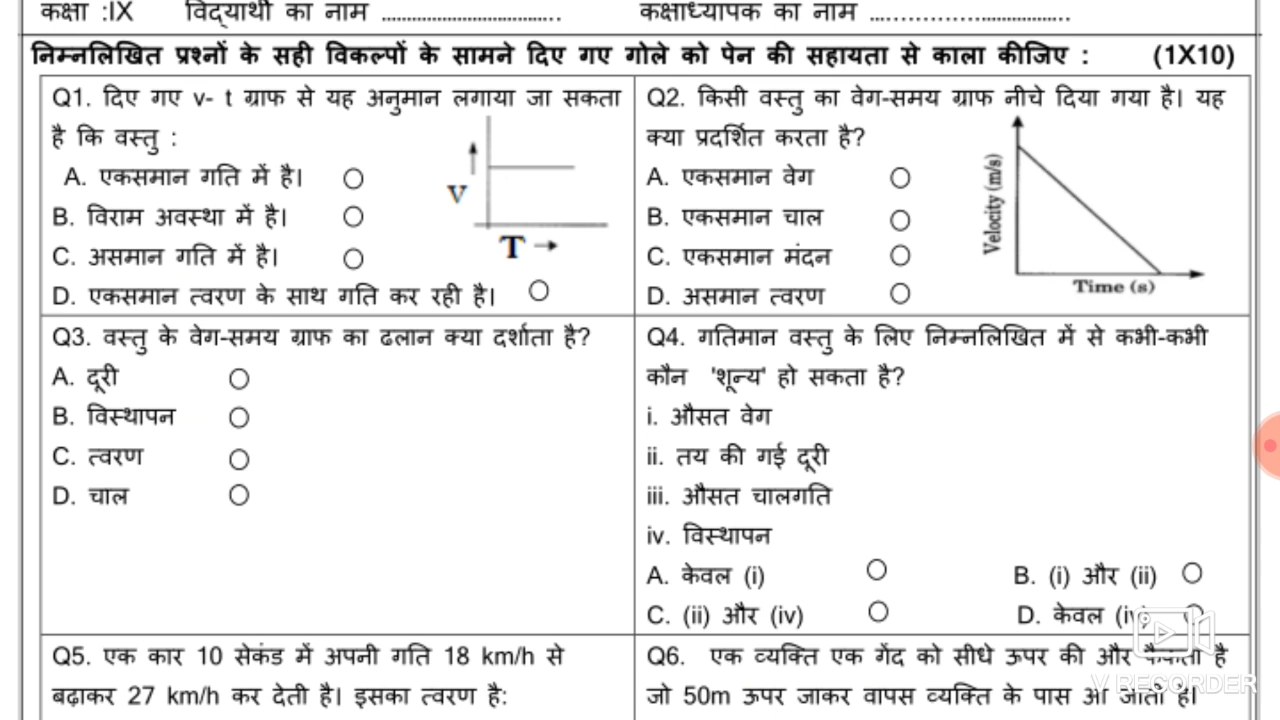 कक्षा :IX विद्यार्थी का नाम ...................................... कक्षाध्यापक का नाम ......................................
निम्नलिखित प्रश्नों के सही विकल्पों के सामने दिए गए गोले को पेन की सहायता से काला कीजिए : (1X10)
Q1. दिए गए v- t ग्राफ से यह अनुमान लगाया जा सकता
है कि वस्तु :
A. एकसमान गति में है।
B. विराम अवस्था में है।
C. असमान गति में है।
D. एकसमान त्वरण के साथ गति कर रही है।
V
T
Q2. किसी वस्तु का वेग-समय ग्राफ नीचे दिया गया है। यह
क्या प्रदर्शित करता है?
A. एकसमान वेग
B. एकसमान चाल
C. एकसमान मंदन
D. असमान त्वरण
Velocity (m/s)
Time (s)
Q3. वस्तु के वेग-समय ग्राफ का ढलान क्या दर्शाता है?
A. दूरी
B. विस्थापन
C. त्वरण
D. चाल
Q4. गतिमान वस्तु के लिए निम्नलिखित में से कभी-कभी
कौन 'शून्य' हो सकता है?
i. औसत वेग
ii. तय की गई दूरी
iii. औसत चालगति
iv. विस्थापन
A. केवल (i) B. (i) और (ii)
C. (ii) और (iv) D. केवल (iv)
Q5. एक कार 10 सेकंड में अपनी गति 18 km/h से
बढ़ाकर 27 km/h कर देती है। इसका त्वरण है:
Q6. एक व्यक्ति एक गेंद को सीधे ऊपर की और फैंकता है
जो 50m ऊपर जाकर वापस व्यक्ति के पास आ जाती है।
V RECORDER